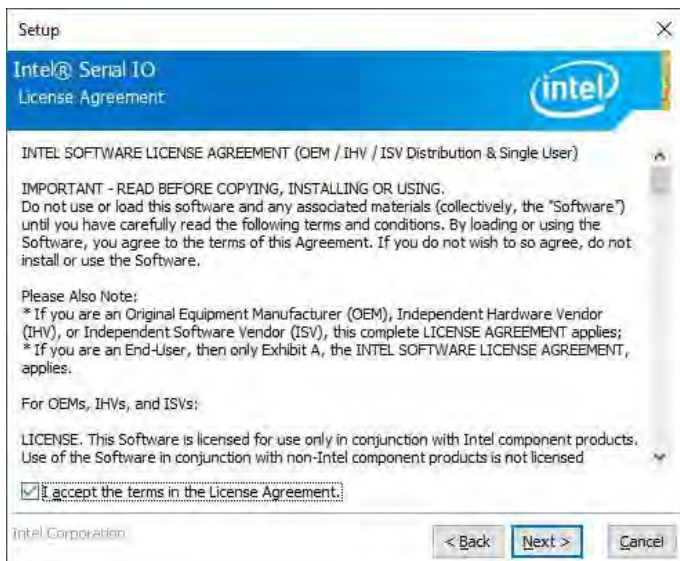 Setup
Intel® Serial IO
License Agreement
intel
INTEL SOFTWARE LICENSE AGREEMENT (OEM / IHV / ISV Distribution & Single User)
IMPORTANT - READ BEFORE COPYING, INSTALLING OR USING.
Do not use or load this software and any associated materials (collectively, the "Software")
until you have carefully read the following terms and conditions. By loading or using the
Software, you agree to the terms of this Agreement. If you do not wish to so agree, do not
install or use the Software.
Please Also Note:
* If you are an Original Equipment Manufacturer (OEM), Independent Hardware Vendor
(IHV), or Independent Software Vendor (ISV), this complete LICENSE AGREEMENT applies;
* If you are an End-User, then only Exhibit A, the INTEL SOFTWARE LICENSE AGREEMENT,
applies.
For OEMs, IHVs, and ISVs:
LICENSE. This Software is licensed for use only in conjunction with Intel component products.
Use of the Software in conjunction with non-Intel component products is not licensed
I accept the terms in the License Agreement.
Intel Corporation
< Back
Next >
Cancel